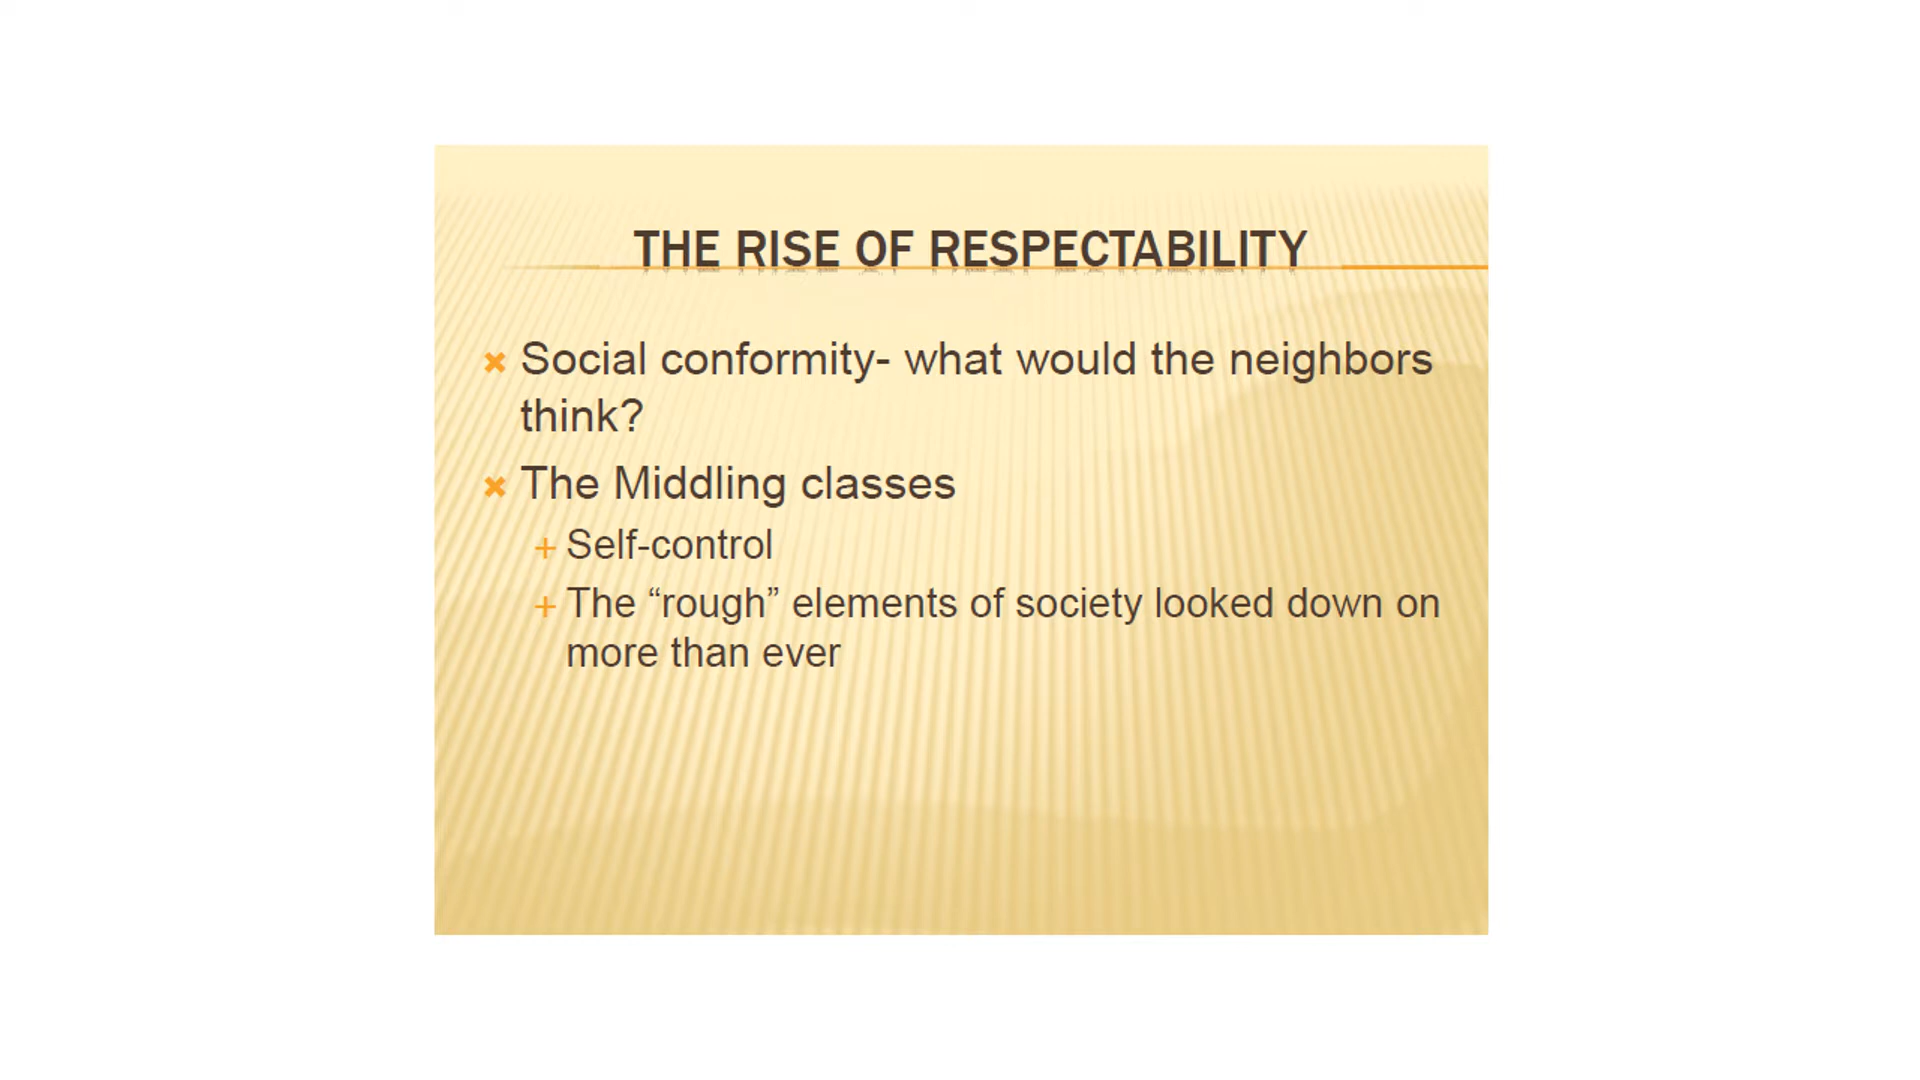 THE RISE OF RESPECTABILITY
Social conformity- what would the neighbors
think?
The Middling classes
Self-control
The “rough” elements of society looked down on
more than ever